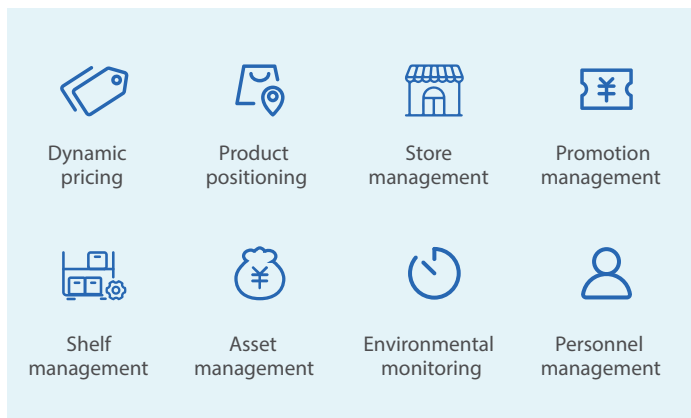 Dynamic
pricing
Product
positioning
Store
management
¥
Promotion
management
Shelf
management
¥
Asset
management
Environmental
monitoring
Personnel
management